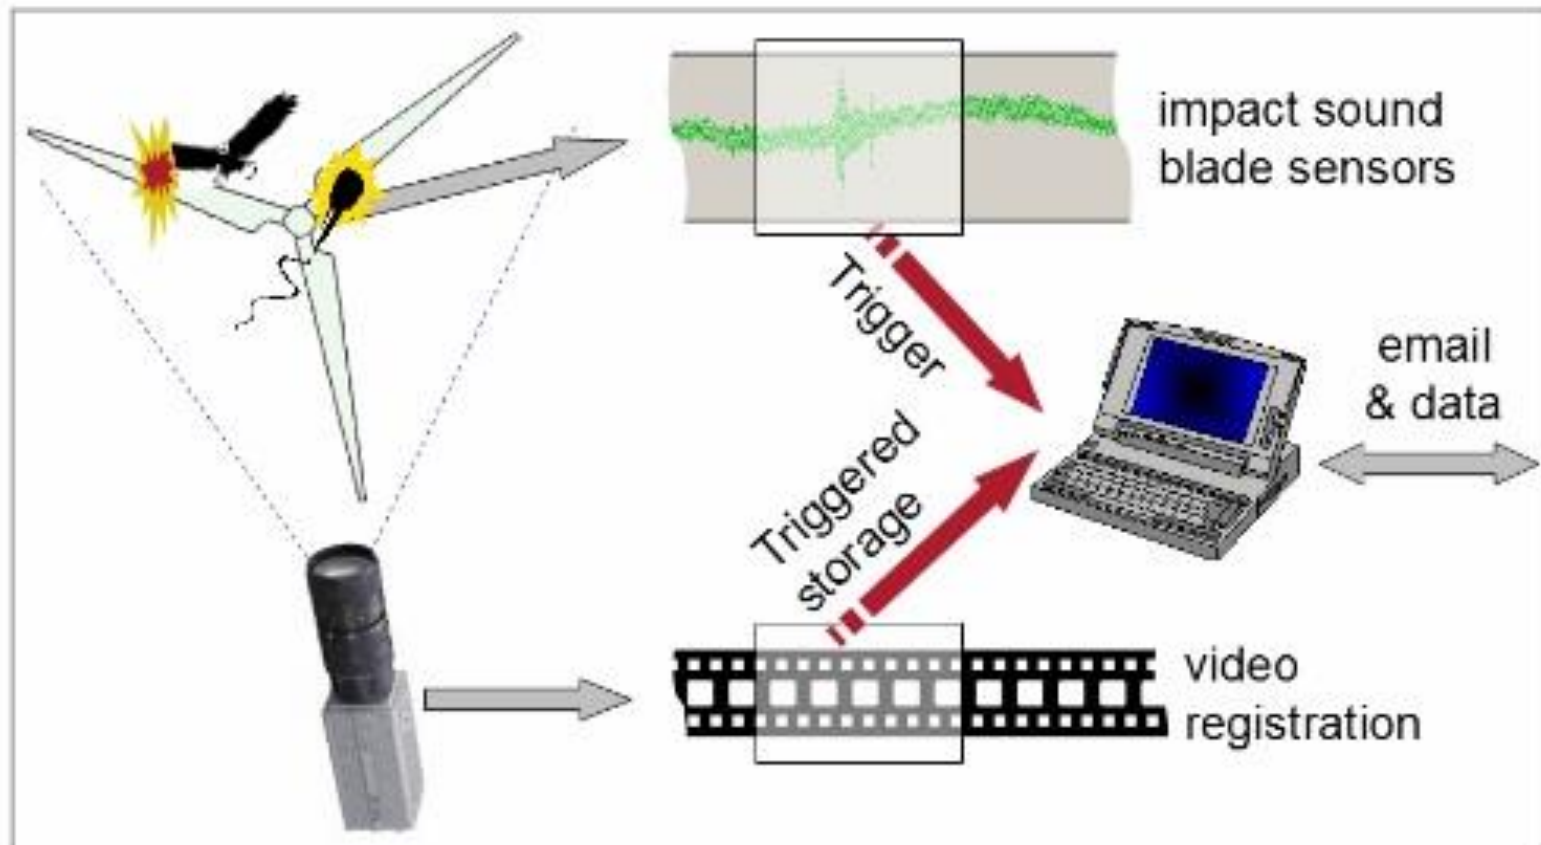 impact sound
blade sensors
Trigger
email
& data
Triggered
storage
video
registration